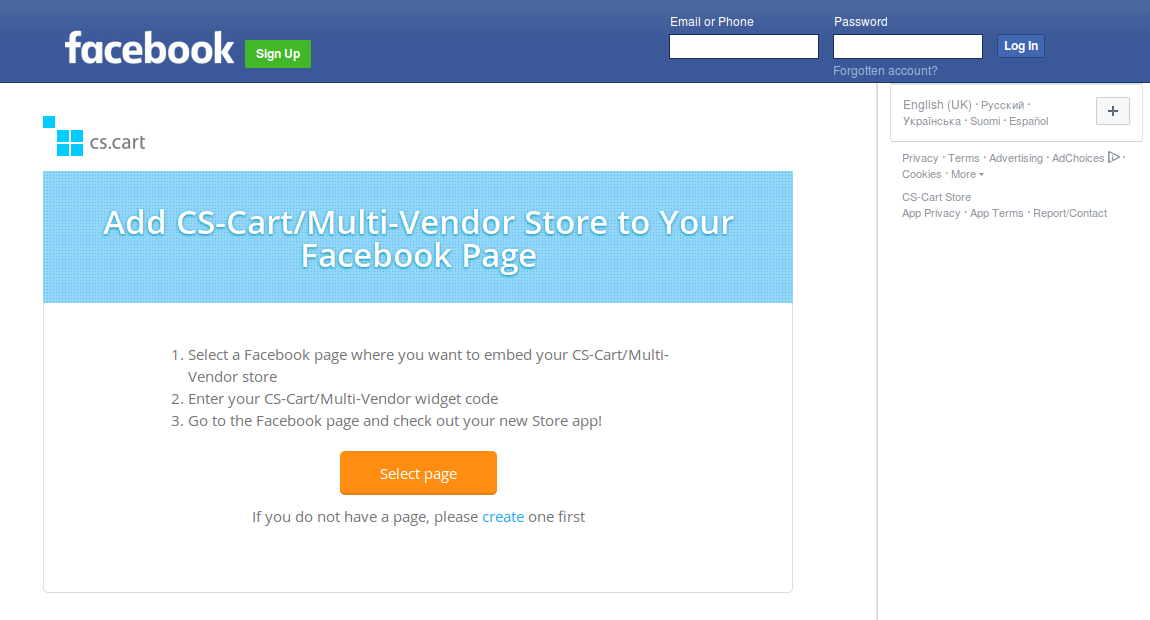 Email or Phone
Password
facebook
Sign Up
Log In
Forgotten account?
cs.cart
Add CS-Cart/Multi-Vendor Store to Your
Facebook Page
1. Select a Facebook page where you want to embed your CS-Cart/Multi-
Vendor store
2. Enter your CS-Cart/Multi-Vendor widget code
3. Go to the Facebook page and check out your new Store app!
Select page
If you do not have a page, please create one first
English (UK) · Русский ·
Українська · Suomi · Español
+
Privacy · Terms · Advertising · AdChoices ·
Cookies · More
CS-Cart Store
App Privacy · App Terms · Report/Contact